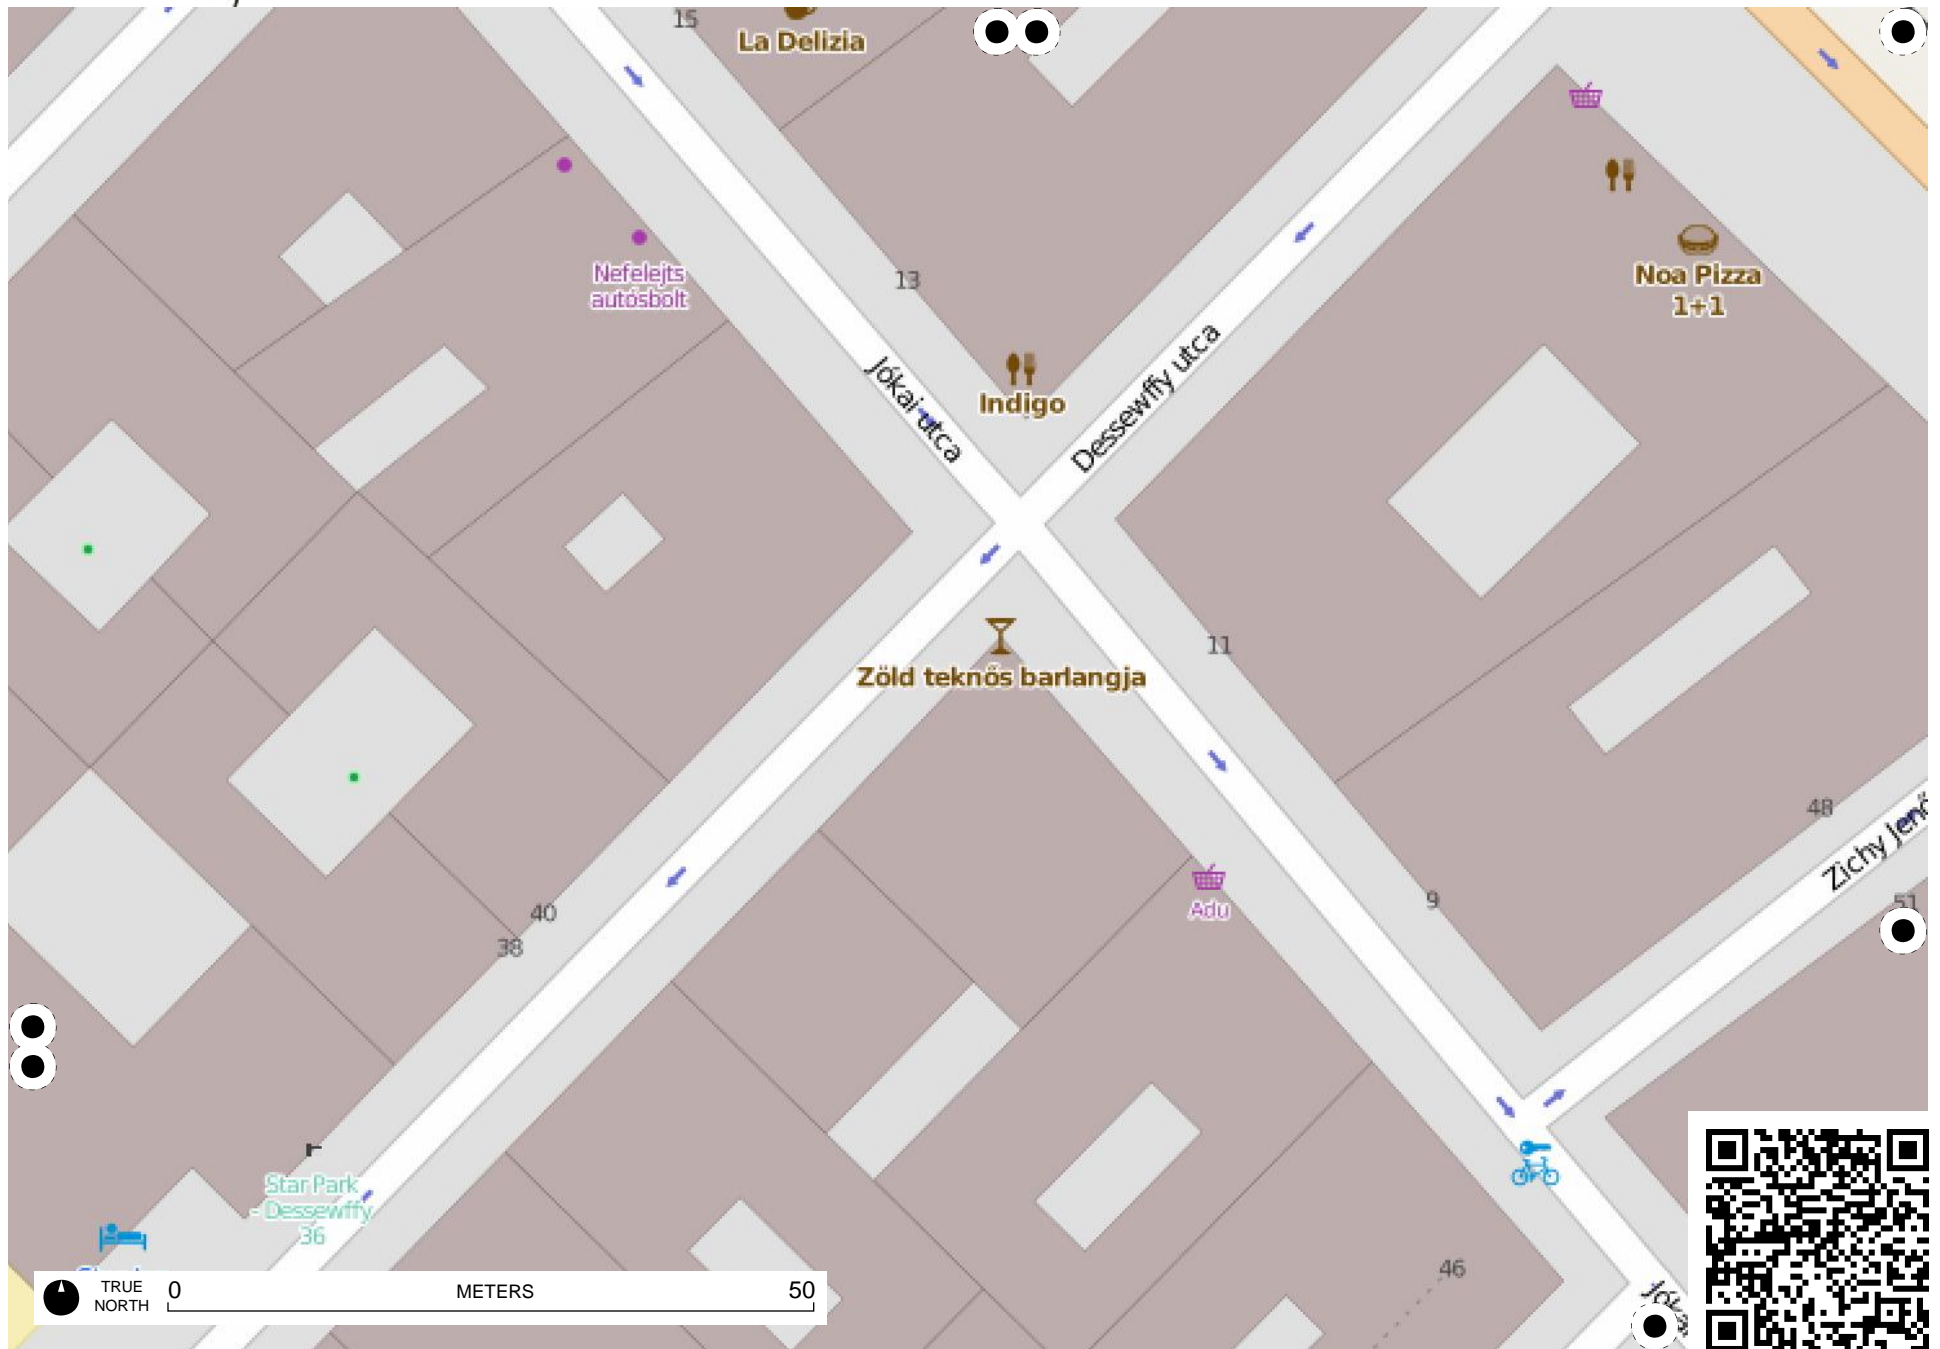 15
La Delizia
Nefelejts
autósbolt
13
Noa Pizza
1+1
Jókai utca
Indigo
Dessewffy utca
11
Zöld teknős barlangja
48
Zichy Jenő
Adu
9
51
40
38
Star Park
- Dessewffy
36
46
TRUE
NORTH
0
METERS
50